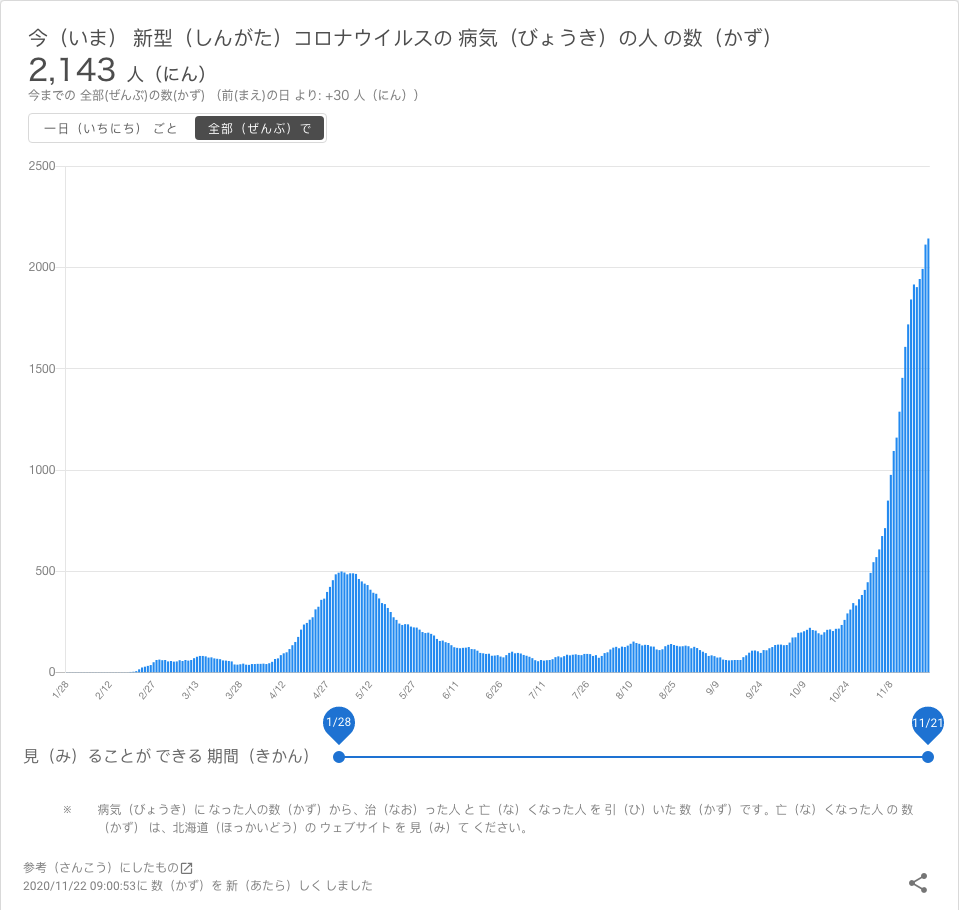 今（いま） 新型（しんがた）コロナウイルスの 病気（びょうき）の人 の数（かず）
2,143 人（にん）
今までの 全部(ぜんぶ)の数(かず) （前(まえ)の日 より: +30 人（にん））
一日（いちにち） ごと 全部（ぜんぶ）で
2500
2000
1500
1000
500
0
1/28 2/12 2/27 3/13 3/28 4/12 4/27 5/12 5/27 6/11 6/26 7/11 7/26 8/10 8/25 9/9 9/24 10/9 10/24 11/8
1/28 11/21
見（み）ることが できる 期間（きかん）
※ 病気（びょうき）に なった人の数（かず）から、治（なお）った人 と 亡（な）くなった人 を 引（ひ）いた 数（かず）です。亡（な）くなった人 の 数
（かず） は、北海道（ほっかいどう）の ウェブサイト を 見（み）て ください。
参考（さんこう）にしたもの
2020/11/22 09:00:53に 数（かず）を 新（あたら）しく しました